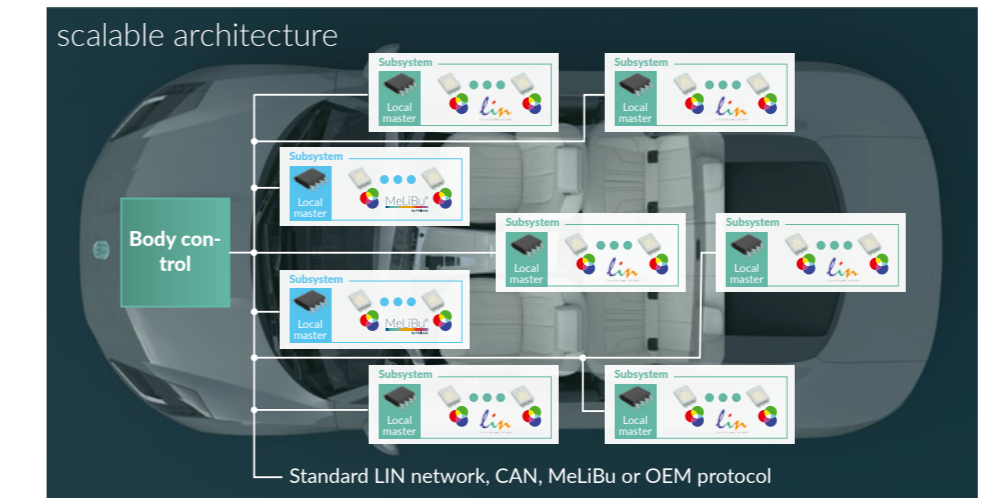 scalable architecture
Subsystem
Local
master
lin
Subsystem
Local
master
lin
Subsystem
Local
master
MeLiBu®
Body con-
trol
Subsystem
Local
master
lin
Subsystem
Local
master
lin
Subsystem
Local
master
MeLiBu®
Subsystem
Local
master
lin
Subsystem
Local
master
lin
Standard LIN network, CAN, MeLiBu or OEM protocol